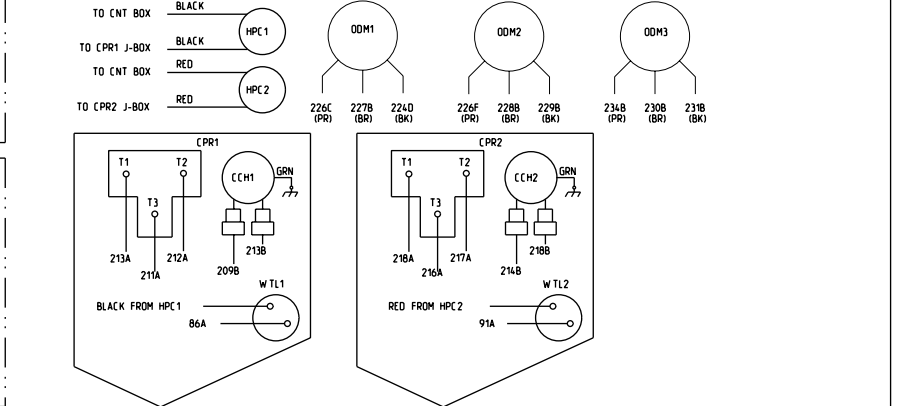 TO CNT BOX BLACK
HPC1
TO CPR1 J-BOX BLACK
TO CNT BOX RED
HPC2
TO CPR2 J-BOX RED
ODM1
226C 227B 224D
(PR) (BR) (BK)
ODM2
226F 228B 229B
(PR) (BR) (BK)
ODM3
234B 230B 231B
(PR) (BR) (BK)
CPR1
T1 T2
T3
CCH1
GRN
213A 211A 212A
209B 213B
WTL1
BLACK FROM HPC1
86A
CPR2
T1 T2
T3
CCH2
GRN
218A 216A 217A
214B 218B
WTL2
RED FROM HPC2
91A